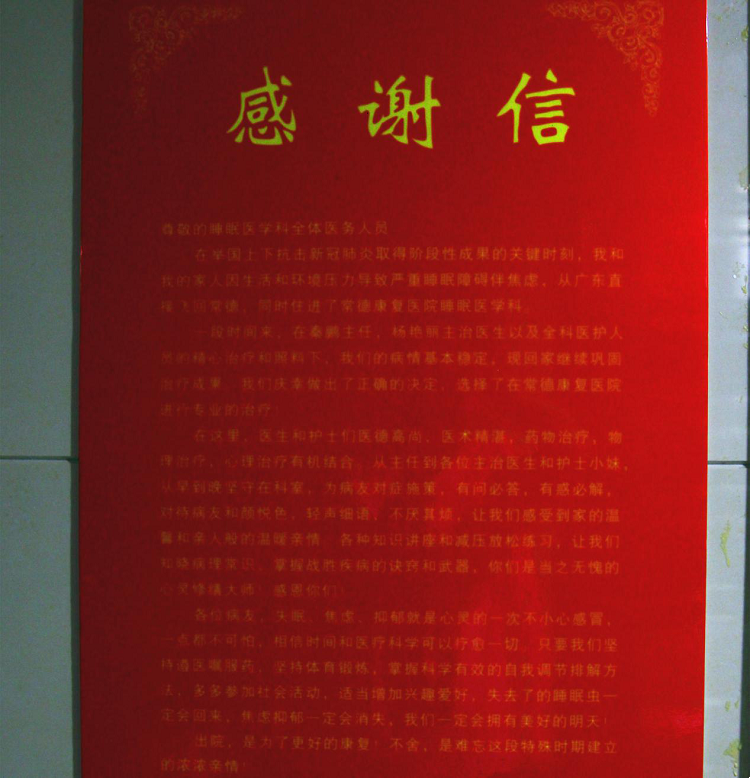 感谢信
尊敬的睡眠医学科全体医务人员
在举国上下抗击新冠肺炎取得阶段性成果的关键时刻，我和
我的家人因生活和环境压力导致严重睡眠障碍伴焦虑，从广东直
接飞回常德，同时住进了常德康复医院睡眠医学科。
一段时间来，在秦鹏主任，杨艳丽主治医生以及全科医护人
员的精心治疗和照料下，我们的病情基本稳定，现回家继续巩固
治疗成果。我们庆幸做出了正确的决定，选择了在常德康复医院
进行专业的治疗。
在这里，医生和护士们医德高尚，医术精湛，药物治疗，物
理治疗，心理治疗有机结合。从主任到各位主治医生和护士小妹，
从早到晚坚守在科室，为病友对症施策，有问必答，有惑必解，
对待病友和颜悦色，轻声细语，不厌其烦，让我们感受到家的温
馨和亲人般的温暖亲情。各种知识讲座和减压放松练习，让我们
知晓病理常识，掌握战胜疾病的诀窍和武器，你们是当之无愧的
心灵修缮大师！感恩你们！
各位病友，失眠、焦虑、抑郁就是心灵的一次不小心感冒，
一点都不可怕，相信时间和医疗科学可以疗愈一切。只要我们坚
持遵医嘱服药，坚持体育锻炼，掌握科学有效的自我调节排解方
法，多多参加社会活动，适当增加兴趣爱好，失去了的睡眠虫一
定会回来，焦虑抑郁一定会消失，我们一定会拥有美好的明天！
出院，是为了更好的康复！不舍，是难忘这段特殊时期建立
的浓浓亲情！